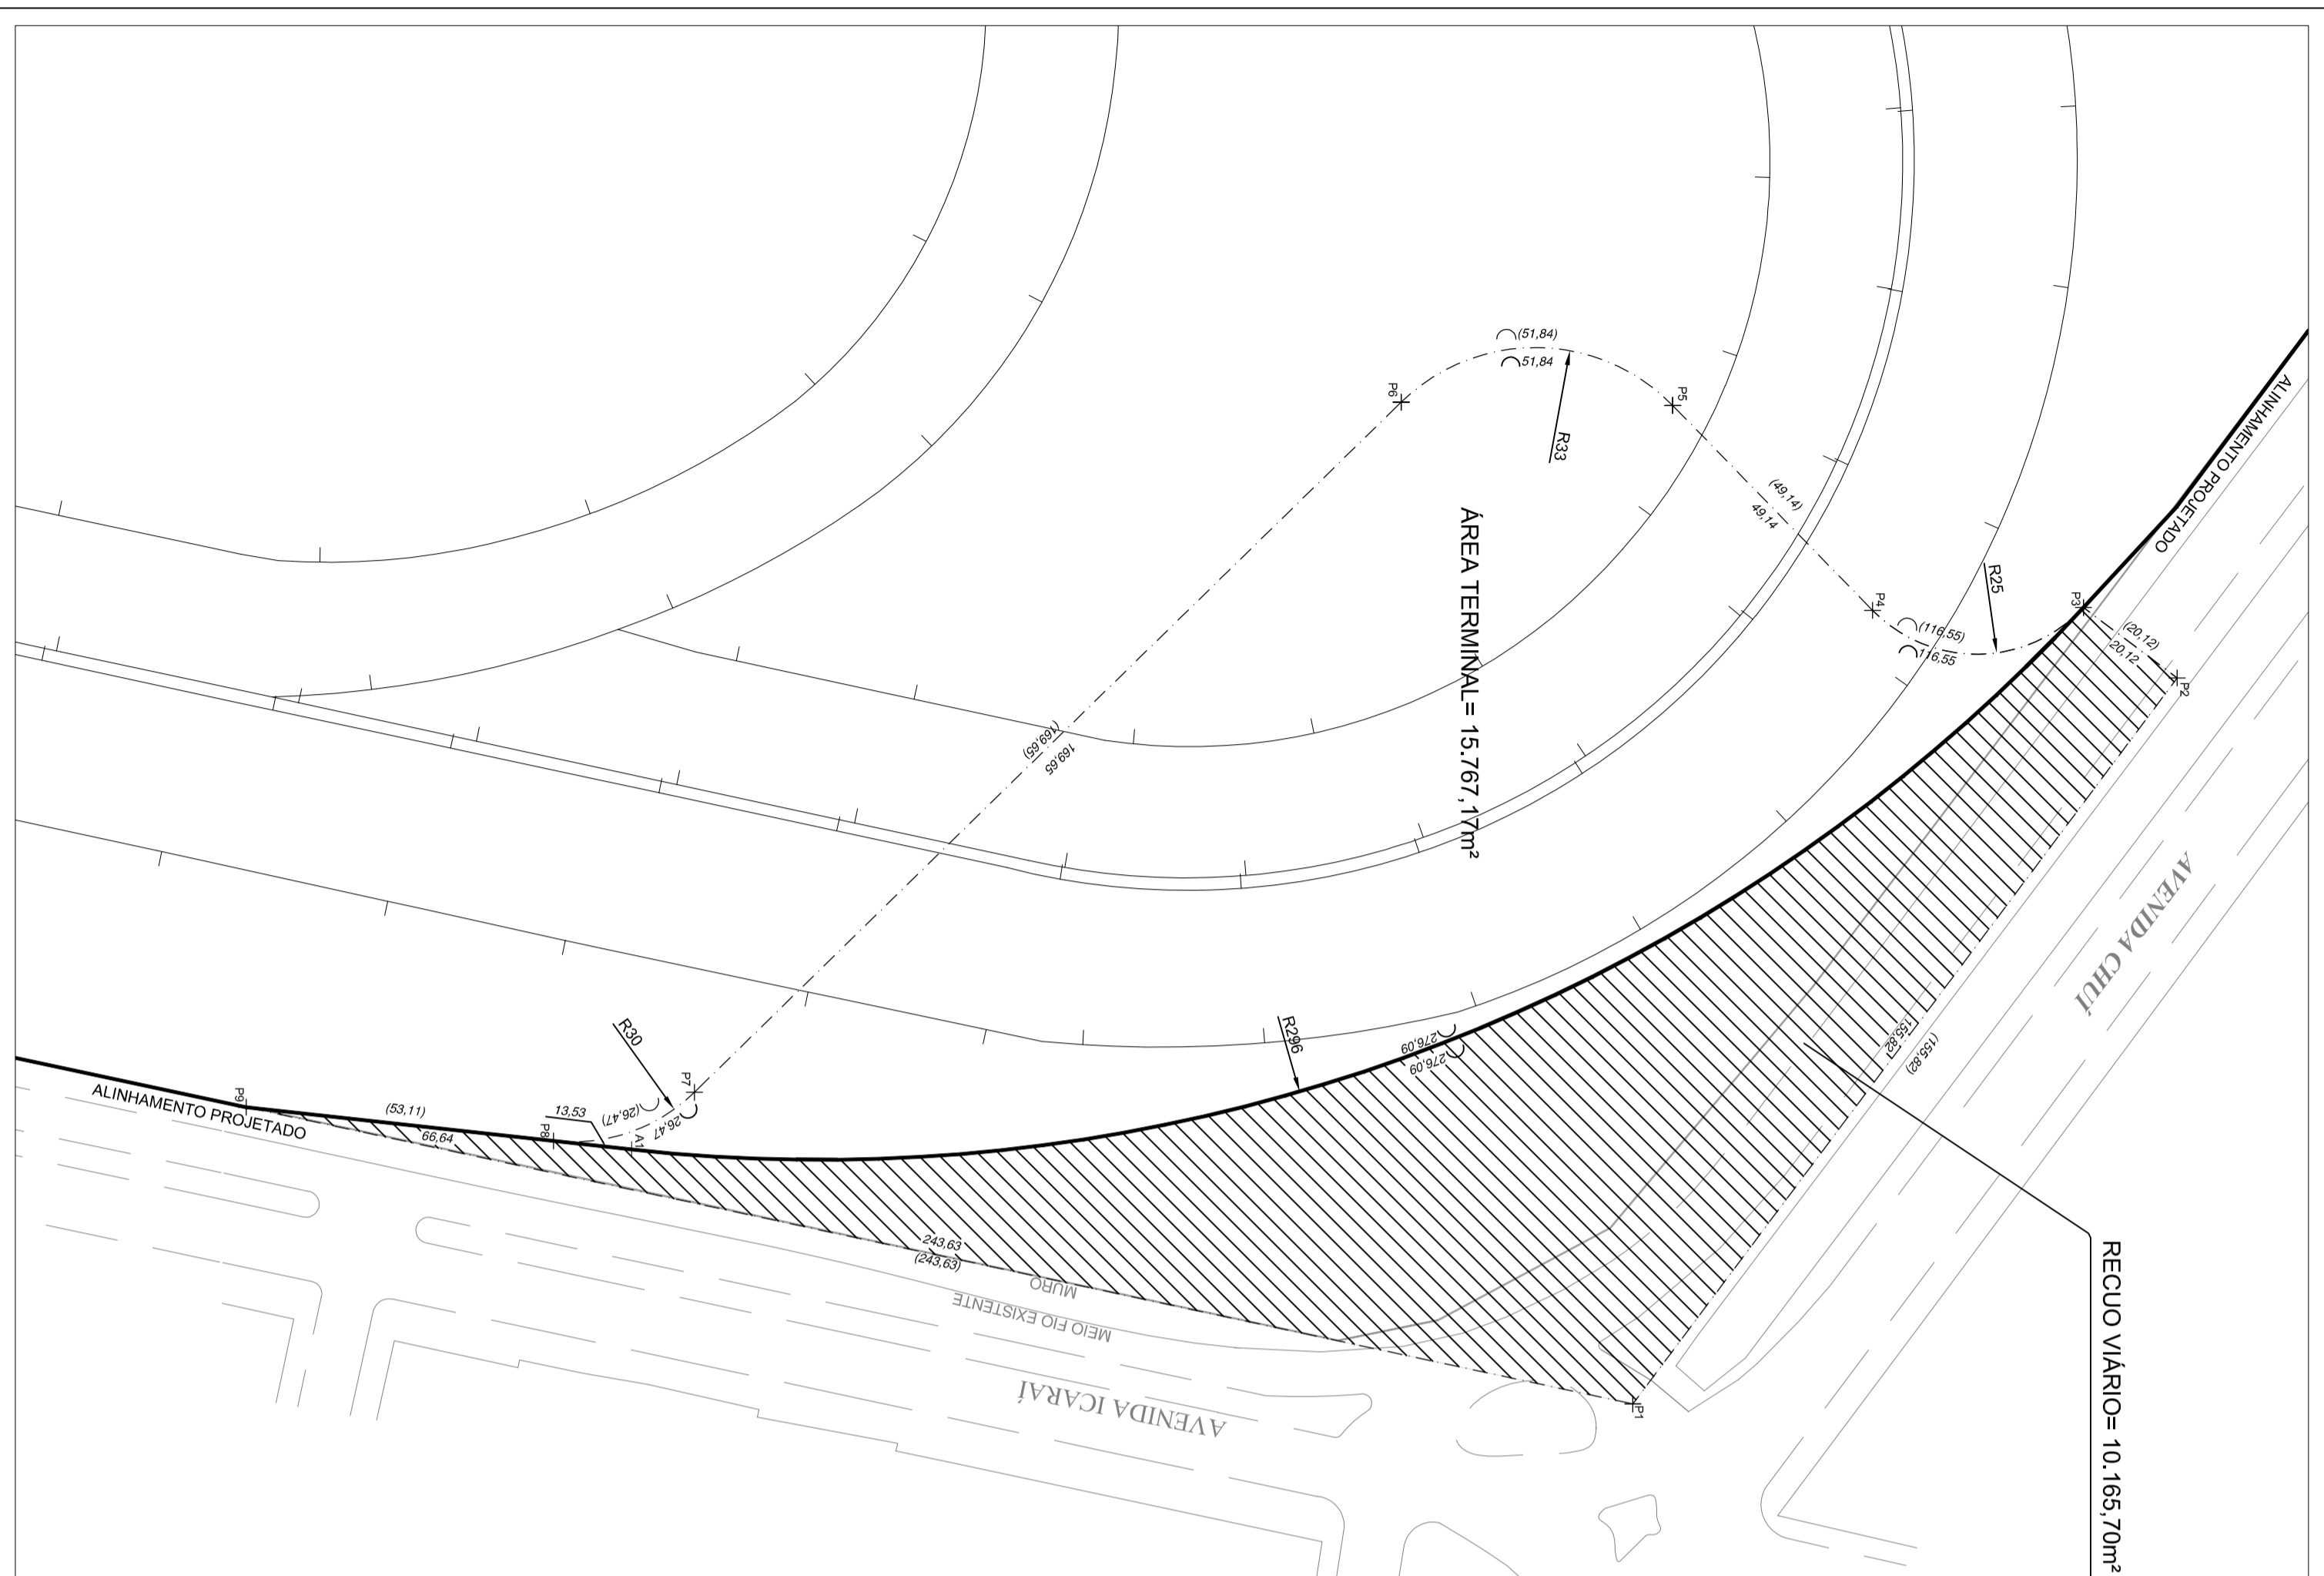 (51,84)
51,84
P6
P5
R33
ALINHAMENTO PROJETADO
(49,14)
49,14
ÁREA TERMINAL= 15.767,17m²
R25
P4
P3
(116,55)
116,55
(20,12)
20,12
P2
(169,65)
169,65
AVENIDA CHUÍ
R30
R296
276,09
276,09
155,82
(155,82)
P7
P9
ALINHAMENTO PROJETADO
(53,11)
66,64
13,53
P8
(26,47)
26,47
A1
243,63
(243,63)
MURO
MEIO FIO EXISTENTE
AVENIDA ICARAÍ
P1
RECUO VIÁRIO= 10.165,70m²